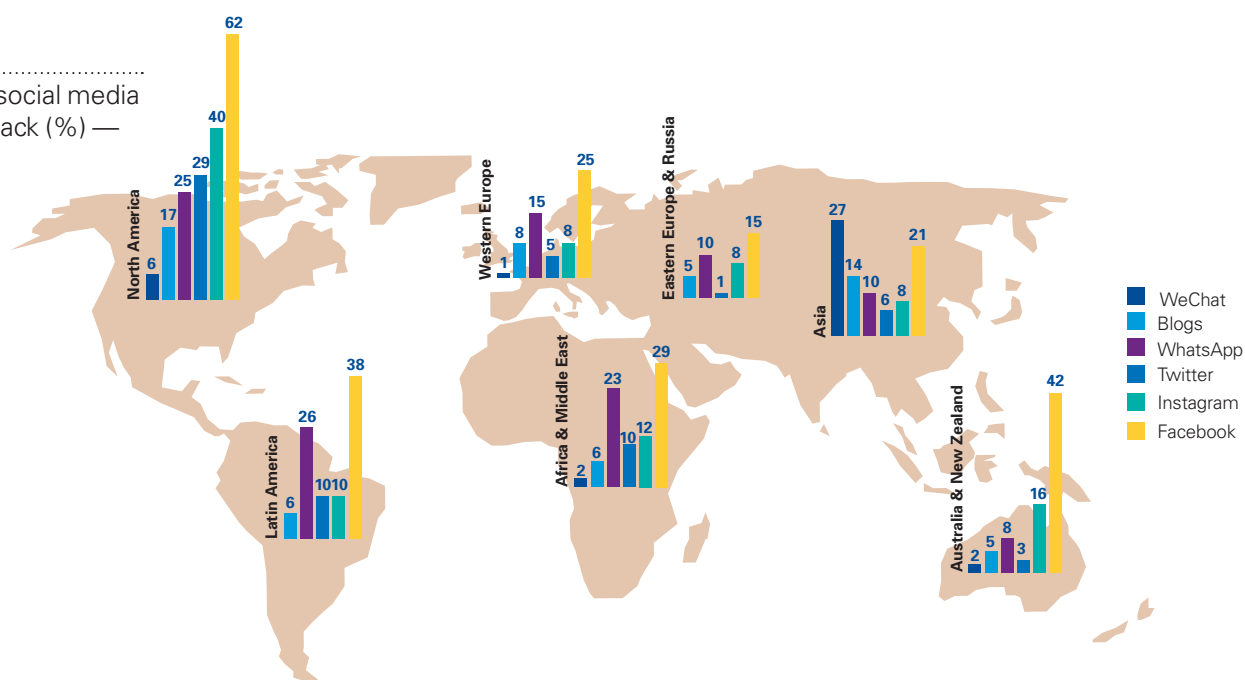 social media
ack (%) —
North America
6
17
25
29
40
62
Western Europe
1
8
15
5
8
25
Eastern Europe & Russia
5
10
1
8
15
Asia
27
14
10
6
8
21
Latin America
6
26
10
10
38
Africa & Middle East
2
6
23
10
12
29
Australia & New Zealand
2
5
8
3
16
42
WeChat
Blogs
WhatsApp
Twitter
Instagram
Facebook